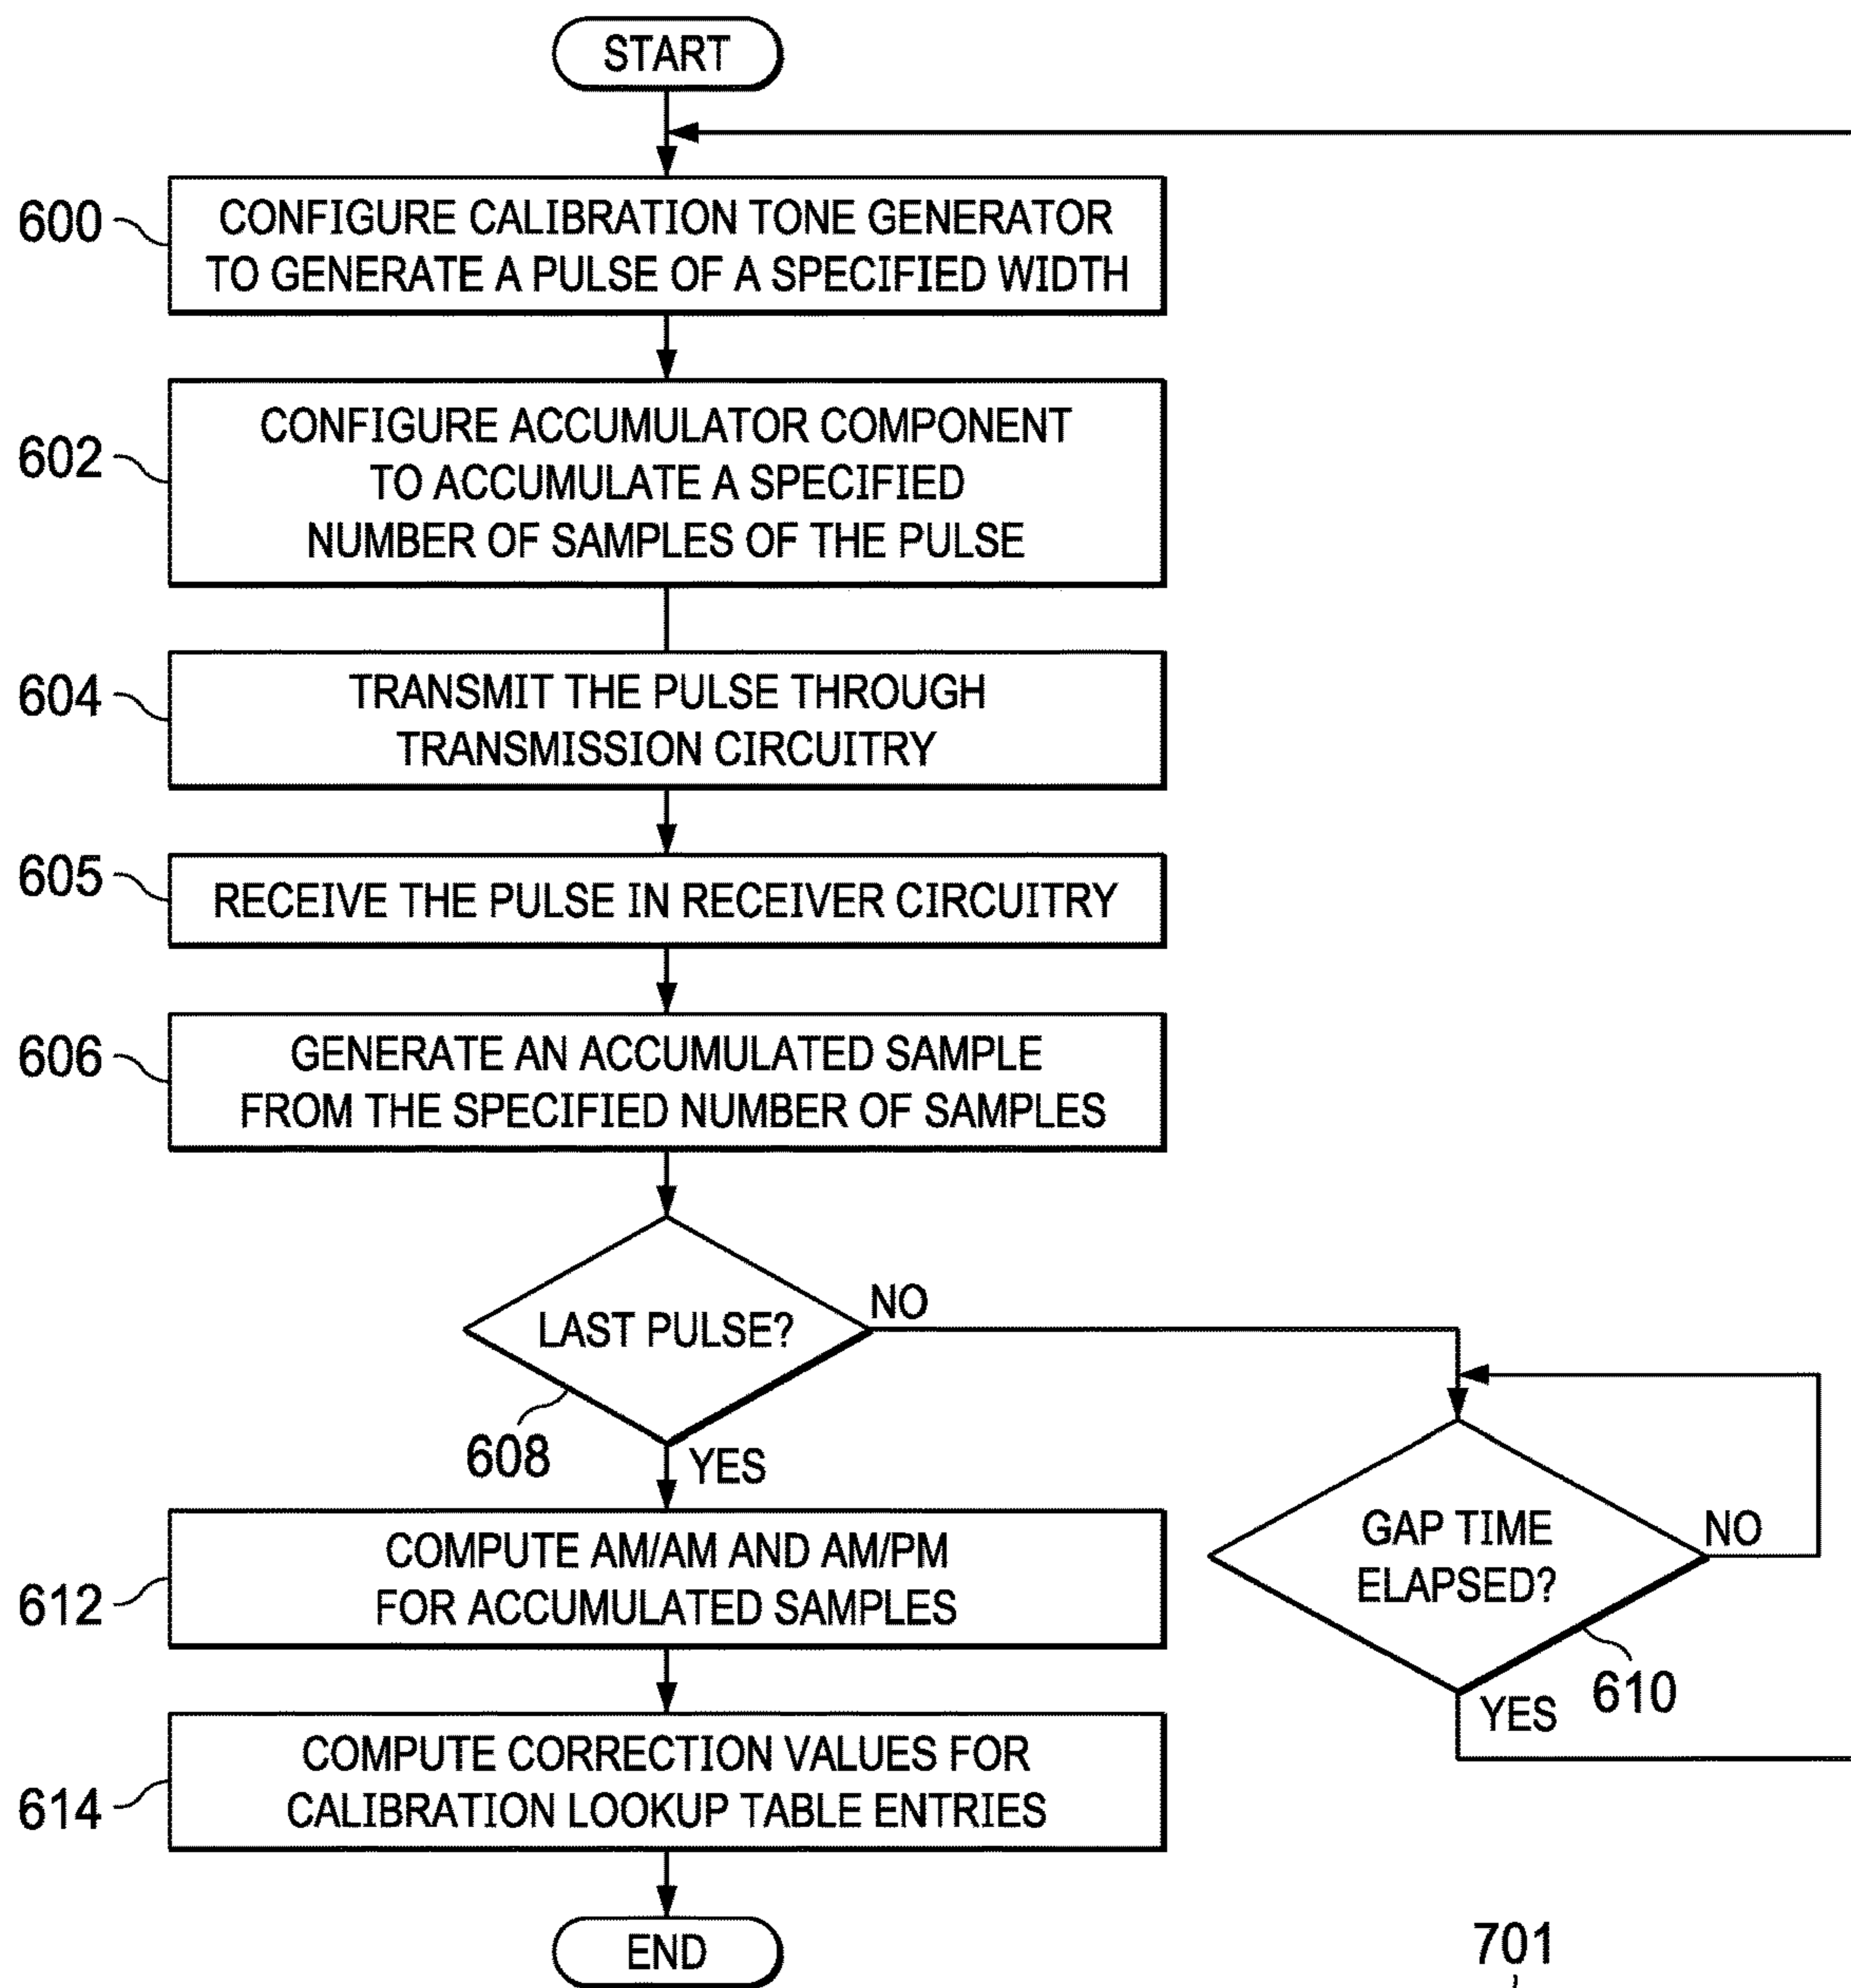 START
600
CONFIGURE CALIBRATION TONE GENERATOR
TO GENERATE A PULSE OF A SPECIFIED WIDTH
602
CONFIGURE ACCUMULATOR COMPONENT
TO ACCUMULATE A SPECIFIED
NUMBER OF SAMPLES OF THE PULSE
604
TRANSMIT THE PULSE THROUGH
TRANSMISSION CIRCUITRY
605
RECEIVE THE PULSE IN RECEIVER CIRCUITRY
606
GENERATE AN ACCUMULATED SAMPLE
FROM THE SPECIFIED NUMBER OF SAMPLES
LAST PULSE?
NO
608
YES
GAP TIME
ELAPSED?
NO
610
YES
612
COMPUTE AM/AM AND AM/PM
FOR ACCUMULATED SAMPLES
614
COMPUTE CORRECTION VALUES FOR
CALIBRATION LOOKUP TABLE ENTRIES
END
701